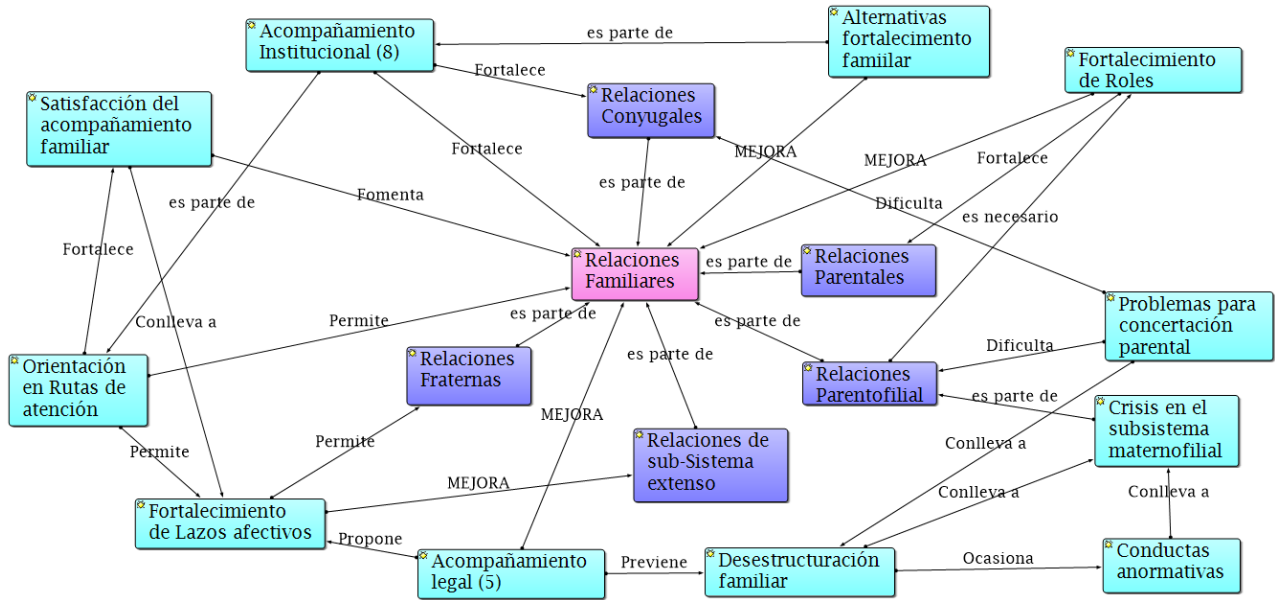 Acompañamiento
Institucional (8)
es parte de
Alternativas
fortalecimento
famiilar
Fortalecimiento
de Roles
Fortalece
Relaciones
Conyugales
Satisfacción del
acompañamiento
familiar
Fortalece
MEJORA
MEJORA
Fortalece
es parte de
Fomenta
es parte de
Dificulta
es necesario
Fortalece
Relaciones
Familiares
es parte de
Relaciones
Parentales
Problemas para
concertación
parental
Conlleva a
Permite
es parte de
es parte de
Dificulta
Orientación
en Rutas de
atención
Relaciones
Fraternas
es parte de
Relaciones
Parentofilial
es parte de
Crisis en el
subsistema
maternofilial
MEJORA
Permite
Permite
Relaciones de
sub-Sistema
extenso
Conlleva a
MEJORA
Conlleva a
Conlleva a
Fortalecimiento
de Lazos afectivos
Propone
Acompañamiento
legal (5)
Previene
Desestructuración
familiar
Ocasiona
Conductas
anormativas